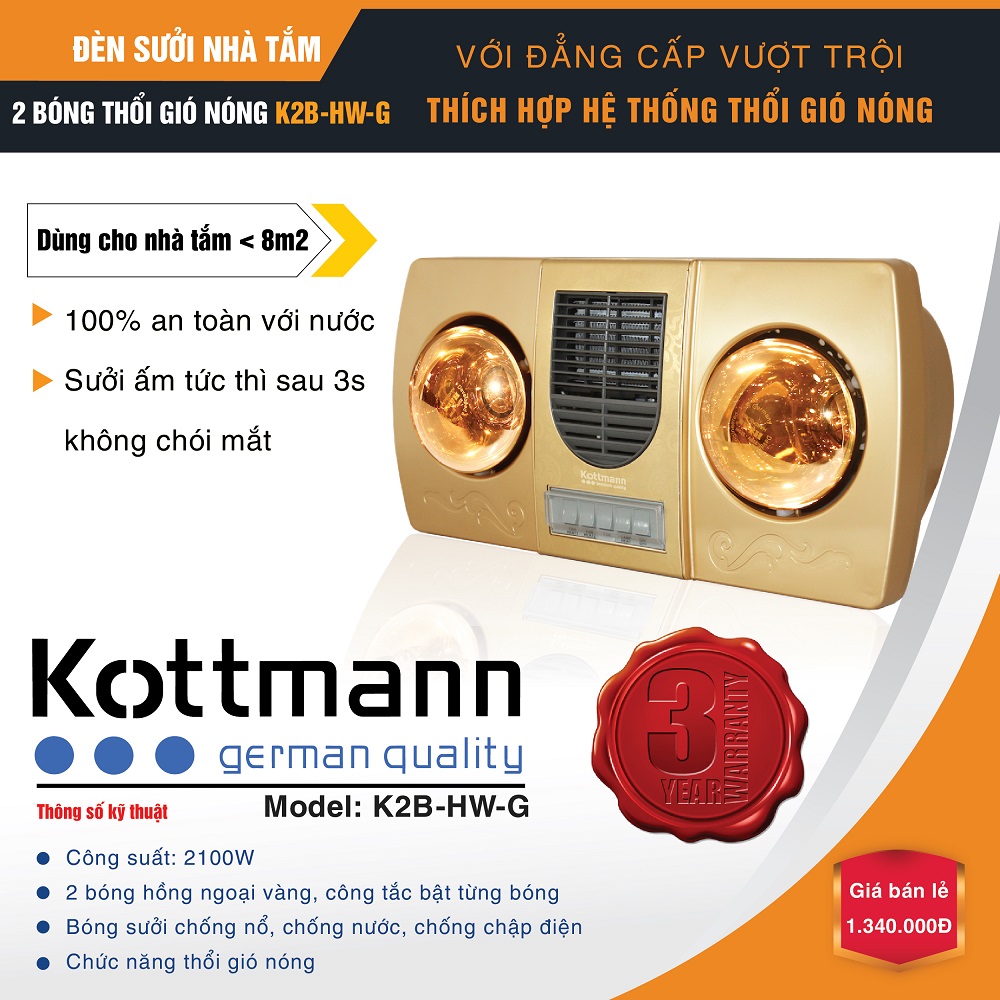 ĐÈN SƯỞI NHÀ TẮM
2 BÓNG THỔI GIÓ NÓNG K2B-HW-G
VỚI ĐẲNG CẤP VƯỢT TRỘI
THÍCH HỢP HỆ THỐNG THỔI GIÓ NÓNG
Dùng cho nhà tắm < 8m2
100% an toàn với nước
Sưởi ấm tức thì sau 3s
không chói mắt
Kottmann
german quality
Kottmann
german quality
3
YEAR
WARRANTY
Thông số kỹ thuật
Model: K2B-HW-G
Công suất: 2100W
2 bóng hồng ngoại vàng, công tắc bật từng bóng
Bóng sưởi chống nổ, chống nước, chống chập điện
Chức năng thổi gió nóng
Giá bán lẻ
1.340.000Đ